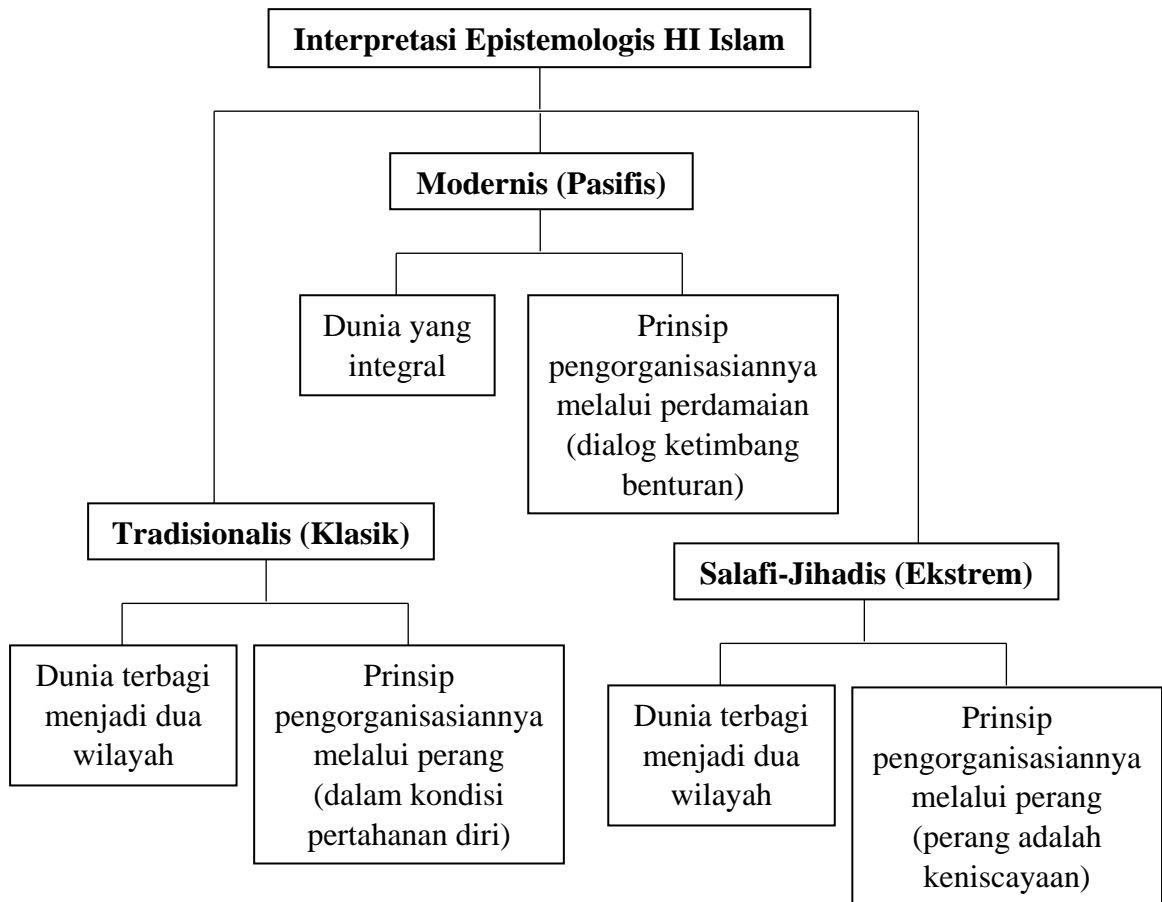 Interpretasi Epistemologis HI Islam
Modernis (Pasifis)
Dunia yang
integral
Prinsip
pengorganisasiannya
melalui perdamaian
(dialog ketimbang
benturan)
Tradisionalis (Klasik)
Dunia terbagi
menjadi dua
wilayah
Prinsip
pengorganisasiannya
melalui perang
(dalam kondisi
pertahanan diri)
Salafi-Jihadis (Ekstrem)
Dunia terbagi
menjadi dua
wilayah
Prinsip
pengorganisasiannya
melalui perang
(perang adalah
keniscayaan)